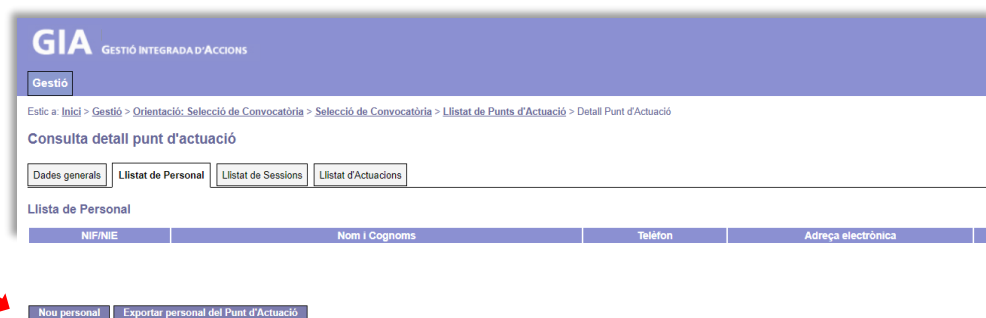 GIA GESTIÓ INTEGRADA D'ACCIONS
Gestió
Estic a: Inici > Gestió > Orientació: Selecció de Convocatòria > Selecció de Convocatòria > Llistat de Punts d'Actuació > Detall Punt d'Actuació
Consulta detall punt d'actuació
Dades generals Llistat de Personal Llistat de Sessions Llistat d'Actuacions
Llista de Personal
NIF/NIE Nom i Cognoms Telèfon Adreça electrònica
Nou personal Exportar personal del Punt d'Actuació